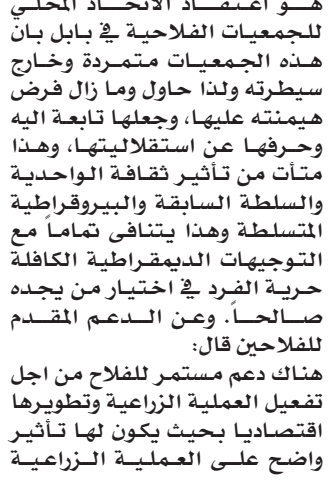 هو اعتقاد الاتحاد المحلي
للجمعيات الفلاحية في بابل بان
هذه الجمعيات متمردة وخارج
سيطرته ولذا حاول وما زال فرض
هيمنته عليها، وجعلها تابعة اليه
وحرفها عن استقلاليتها، وهذا
متأت من تأثير ثقافة الواحدية
والسلطة السابقة والبيروقراطية
المتسلطة وهذا يتنافى تماماً مع
التوجيهات الديمقراطية الكافلة
حرية الفرد في اختيار من يجده
صالحاً. وعن الدعم المقدم
للفلاحين قال:
هناك دعم مستمر للفلاح من اجل
تفعيل العملية الزراعية وتطويرها
اقتصاديا بحيث يكون لها تأثير
واضح على العملية الزراعية